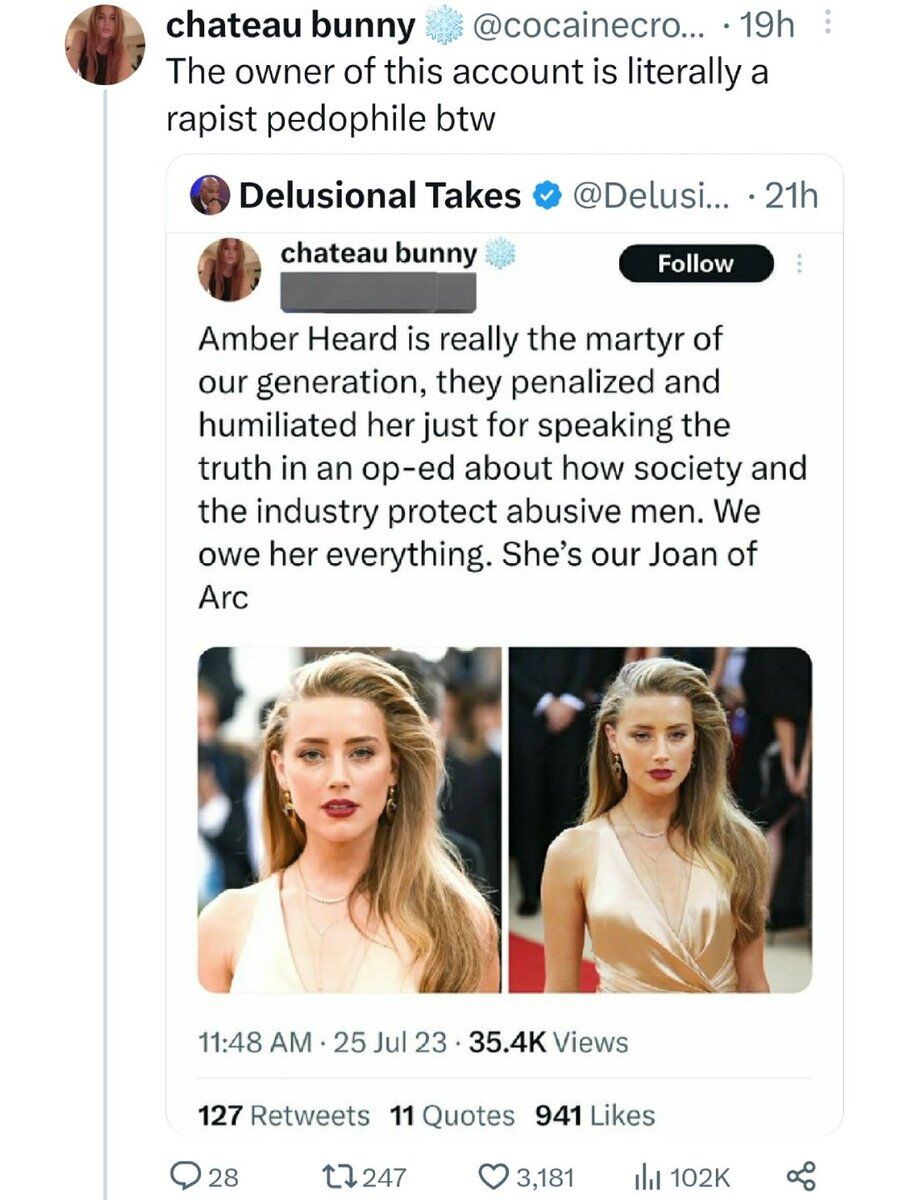 chateau bunny ❄️ @cocainecro... · 19h
The owner of this account is literally a
rapist pedophile btw
Delusional Takes @Delusi... · 21h
chateau bunny ❄️
Follow
Amber Heard is really the martyr of
our generation, they penalized and
humiliated her just for speaking the
truth in an op-ed about how society and
the industry protect abusive men. We
owe her everything. She’s our Joan of
Arc
11:48 AM · 25 Jul 23 · 35.4K Views
127 Retweets 11 Quotes 941 Likes
28 247 3,181 102K